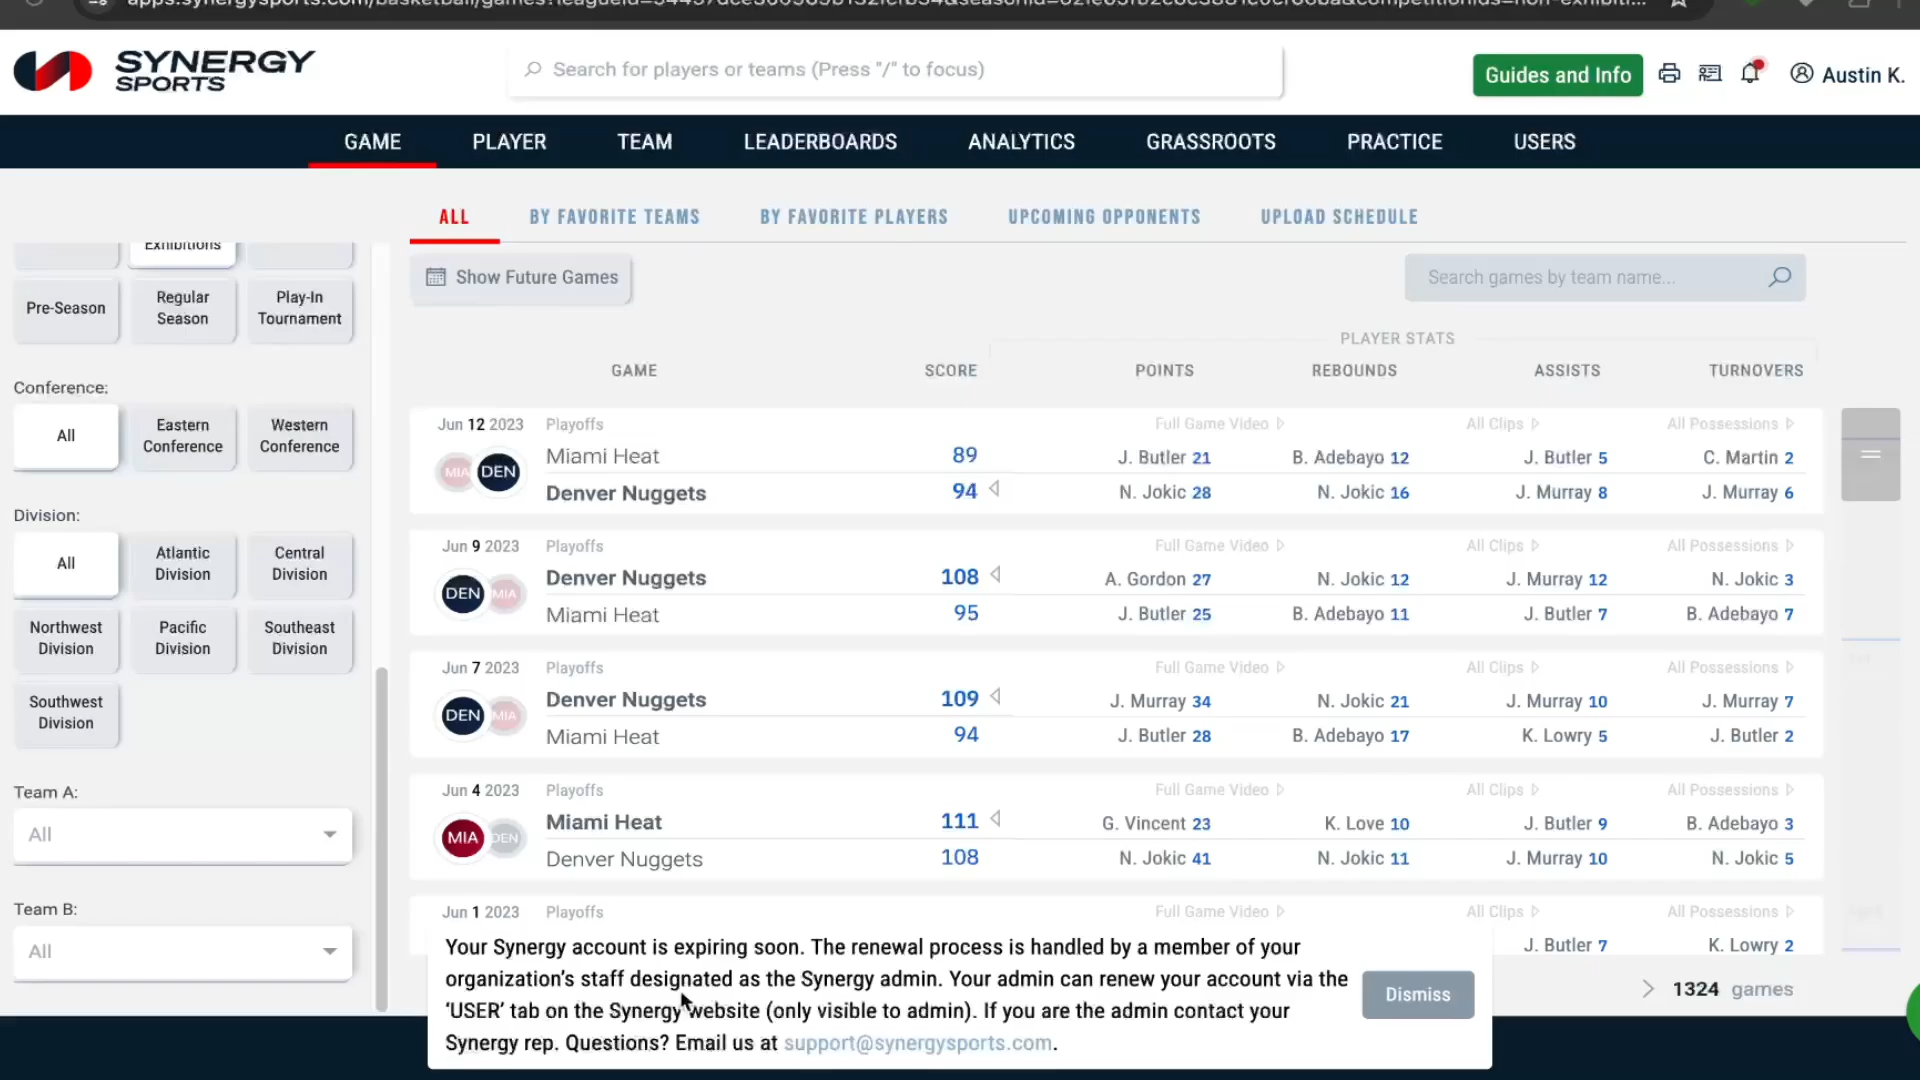 SYNERGY
SPORTS
Search for players or teams (Press "/" to focus)
Guides and Info
Austin K.
GAME PLAYER TEAM LEADERBOARDS ANALYTICS GRASSROOTS PRACTICE USERS
ALL BY FAVORITE TEAMS BY FAVORITE PLAYERS UPCOMING OPPONENTS UPLOAD SCHEDULE
Exhibitions
Pre-Season
Regular
Season
Play-In
Tournament
Conference:
All
Eastern
Conference
Western
Conference
Division:
All
Atlantic
Division
Central
Division
Northwest
Division
Pacific
Division
Southeast
Division
Southwest
Division
Team A:
All
Team B:
All
Show Future Games
Search games by team name...
PLAYER STATS
GAME SCORE POINTS REBOUNDS ASSISTS TURNOVERS
Jun 12 2023 Playoffs Full Game Video All Clips All Possessions
MIA DEN
Miami Heat 89 J. Butler 21 B. Adebayo 12 J. Butler 5 C. Martin 2
Denver Nuggets 94 N. Jokic 28 N. Jokic 16 J. Murray 8 J. Murray 6
Jun 9 2023 Playoffs Full Game Video All Clips All Possessions
DEN MIA
Denver Nuggets 108 A. Gordon 27 N. Jokic 12 J. Murray 12 N. Jokic 3
Miami Heat 95 J. Butler 25 B. Adebayo 11 J. Butler 7 B. Adebayo 7
Jun 7 2023 Playoffs Full Game Video All Clips All Possessions
DEN MIA
Denver Nuggets 109 J. Murray 34 N. Jokic 21 J. Murray 10 J. Murray 7
Miami Heat 94 J. Butler 28 B. Adebayo 17 K. Lowry 5 J. Butler 2
Jun 4 2023 Playoffs Full Game Video All Clips All Possessions
MIA DEN
Miami Heat 111 G. Vincent 23 K. Love 10 J. Butler 9 B. Adebayo 3
Denver Nuggets 108 N. Jokic 41 N. Jokic 11 J. Murray 10 N. Jokic 5
Jun 1 2023 Playoffs Full Game Video All Clips All Possessions
J. Butler 7 K. Lowry 2
Your Synergy account is expiring soon. The renewal process is handled by a member of your
organization's staff designated as the Synergy admin. Your admin can renew your account via the
'USER' tab on the Synergy website (only visible to admin). If you are the admin contact your
Synergy rep. Questions? Email us at support@synergysports.com.
Dismiss
1324 games